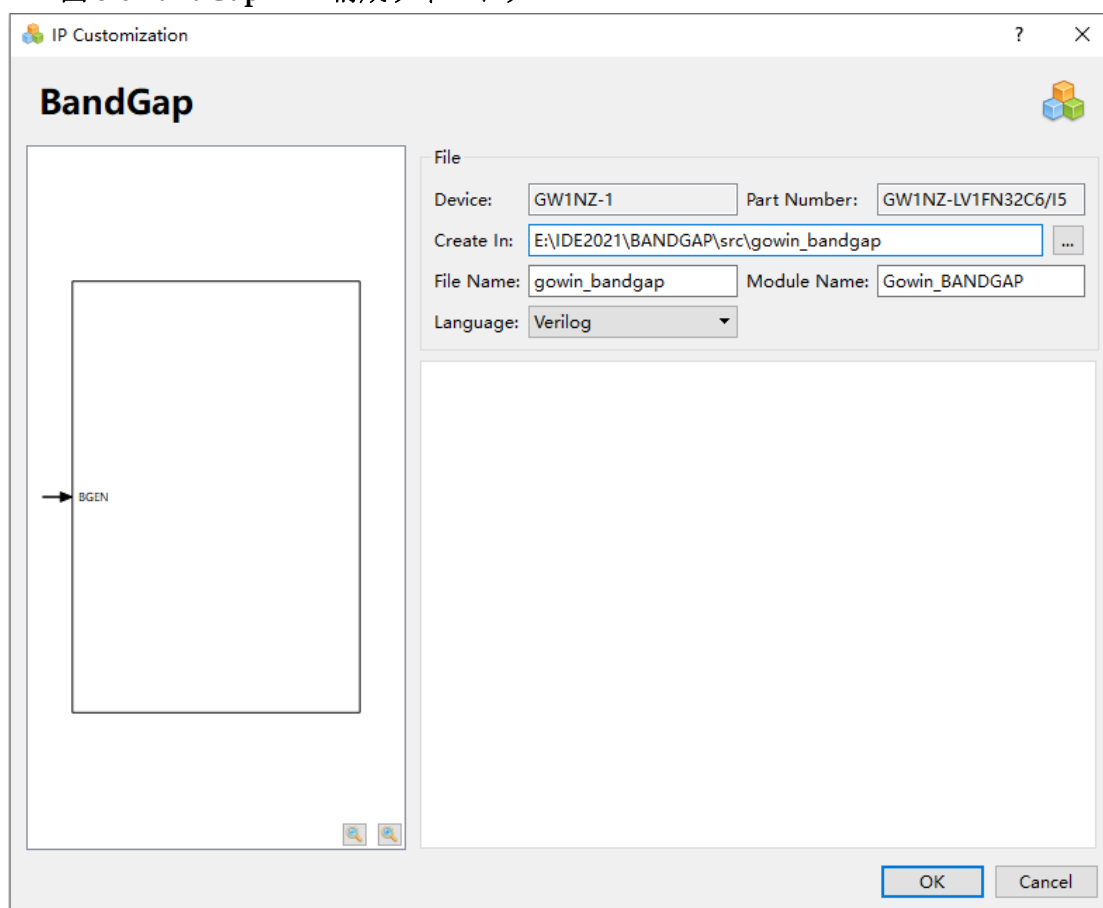 IP Customization ? ×
BandGap
File
Device: GW1NZ-1 Part Number: GW1NZ-LV1FN32C6/I5
Create In: E:\IDE2021\BANDGAP\src\gowin_bandgap ...
File Name: gowin_bandgap Module Name: Gowin_BANDGAP
Language: Verilog
BGEN
OK Cancel